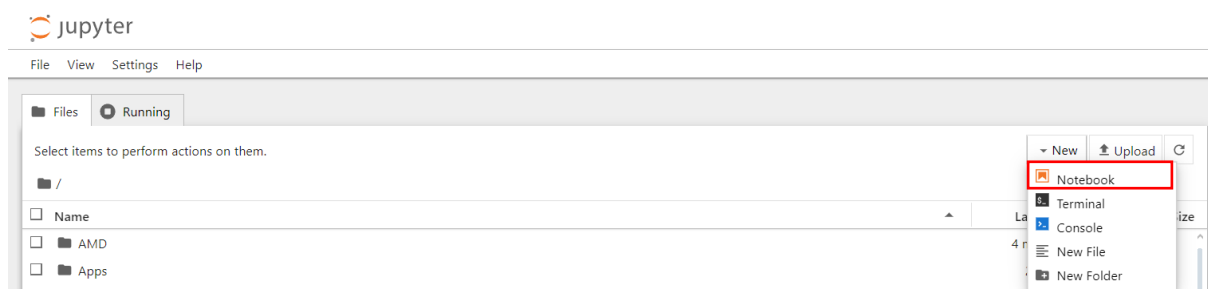 jupyter
File View Settings Help
Files Running
Select items to perform actions on them.
New Upload
/
Notebook
Terminal
Name
Console
AMD
New File
Apps
New Folder